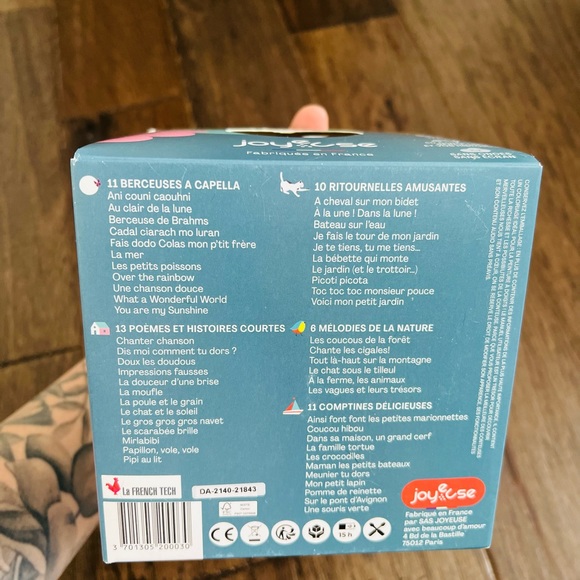 joyeuse
Fabriquées en France
SANS ONDES
SANS ÉCRAN
11 BERCEUSES A CAPELLA
Ani couni caouhni
Au clair de la lune
Berceuse de Brahms
Cadal ciarach mo luran
Fais dodo Colas mon p'tit frère
La mer
Les petits poissons
Over the rainbow
Une chanson douce
What a Wonderful World
You are my Sunshine
13 POÈMES ET HISTOIRES COURTES
Chanter chanson
Dis moi comment tu dors ?
Doux les doudous
Impressions fausses
La douceur d'une brise
La moufle
La poule et le grain
Le chat et le soleil
Le gros gros gros navet
Le scarabée brille
Mirlababi
Papillon, vole, vole
Pipi au lit
10 RITOURNELLES AMUSANTES
A cheval sur mon bidet
À la une ! Dans la lune !
Bateau sur l'eau
Je fais le tour de mon jardin
Je te tiens, tu me tiens...
La bébette qui monte
Le jardin (et le trottoir...)
Picoti picota
Toc toc toc monsieur pouce
Voici mon petit jardin
6 MÉLODIES DE LA NATURE
Les coucous de la forêt
Chante les cigales!
Tout là-haut sur la montagne
Le chat sous le tilleul
À la ferme, les animaux
Les vagues et leurs trésors
11 COMPTINES DÉLICIEUSES
Ainsi font font les petites marionnettes
Coucou hibou
Dans sa maison, un grand cerf
La famille tortue
Les crocodiles
Maman les petits bateaux
Meunier tu dors
Mon petit lapin
Pomme de reinette
Sur le pont d'Avignon
Une souris verte
La FRENCH TECH
DA-2140-21843
3 701305 200030
FSC
CE
15 h
joyeuse
Fabriqué en France
par SAS JOYEUSE
avec beaucoup d'amour
4 Bd de la Bastille
75012 Paris